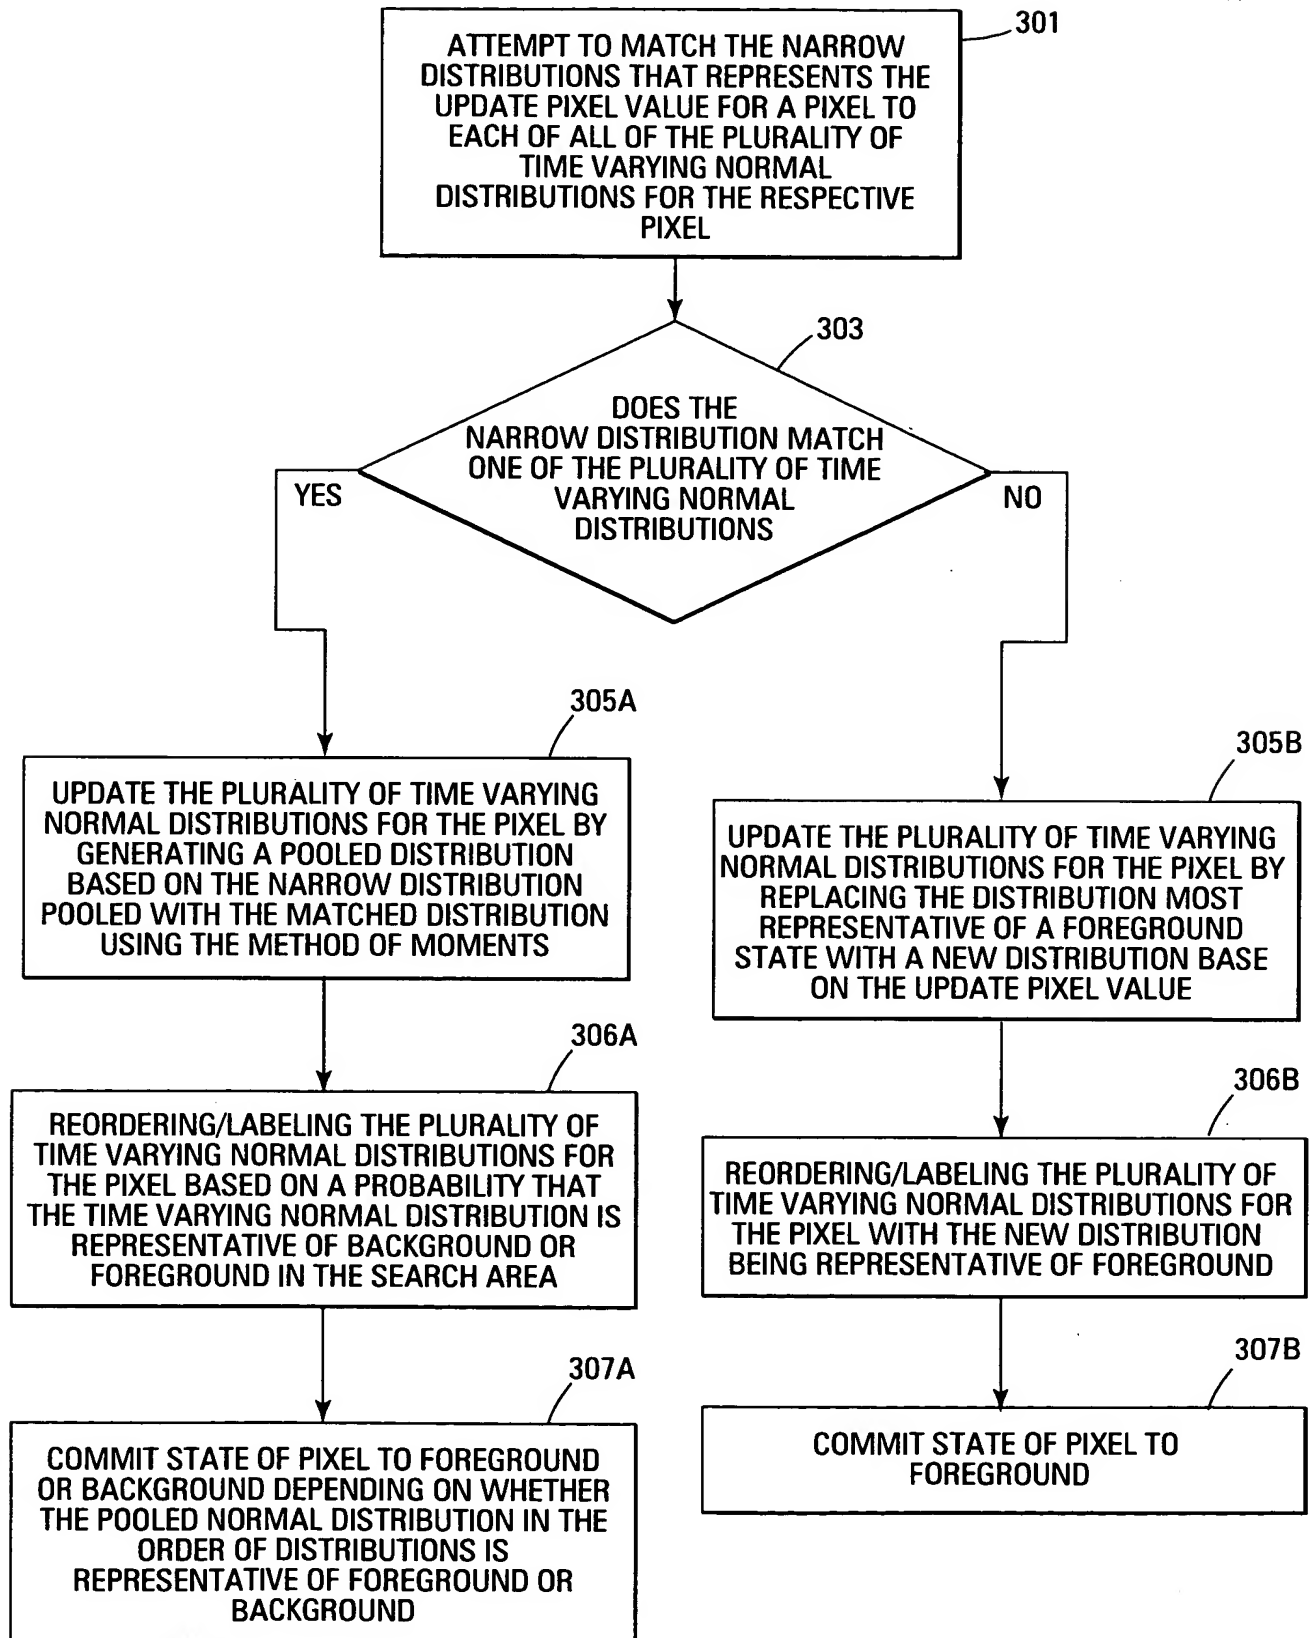 301
ATTEMPT TO MATCH THE NARROW
DISTRIBUTIONS THAT REPRESENTS THE
UPDATE PIXEL VALUE FOR A PIXEL TO
EACH OF ALL OF THE PLURALITY OF
TIME VARYING NORMAL
DISTRIBUTIONS FOR THE RESPECTIVE
PIXEL
303
DOES THE
NARROW DISTRIBUTION MATCH
ONE OF THE PLURALITY OF TIME
VARYING NORMAL
DISTRIBUTIONS
YES
NO
305A
UPDATE THE PLURALITY OF TIME VARYING
NORMAL DISTRIBUTIONS FOR THE PIXEL BY
GENERATING A POOLED DISTRIBUTION
BASED ON THE NARROW DISTRIBUTION
POOLED WITH THE MATCHED DISTRIBUTION
USING THE METHOD OF MOMENTS
305B
UPDATE THE PLURALITY OF TIME VARYING
NORMAL DISTRIBUTIONS FOR THE PIXEL BY
REPLACING THE DISTRIBUTION MOST
REPRESENTATIVE OF A FOREGROUND
STATE WITH A NEW DISTRIBUTION BASE
ON THE UPDATE PIXEL VALUE
306A
REORDERING/LABELING THE PLURALITY OF
TIME VARYING NORMAL DISTRIBUTIONS FOR
THE PIXEL BASED ON A PROBABILITY THAT
THE TIME VARYING NORMAL DISTRIBUTION IS
REPRESENTATIVE OF BACKGROUND OR
FOREGROUND IN THE SEARCH AREA
306B
REORDERING/LABELING THE PLURALITY OF
TIME VARYING NORMAL DISTRIBUTIONS FOR
THE PIXEL WITH THE NEW DISTRIBUTION
BEING REPRESENTATIVE OF FOREGROUND
307A
COMMIT STATE OF PIXEL TO FOREGROUND
OR BACKGROUND DEPENDING ON WHETHER
THE POOLED NORMAL DISTRIBUTION IN THE
ORDER OF DISTRIBUTIONS IS
REPRESENTATIVE OF FOREGROUND OR
BACKGROUND
307B
COMMIT STATE OF PIXEL TO
FOREGROUND